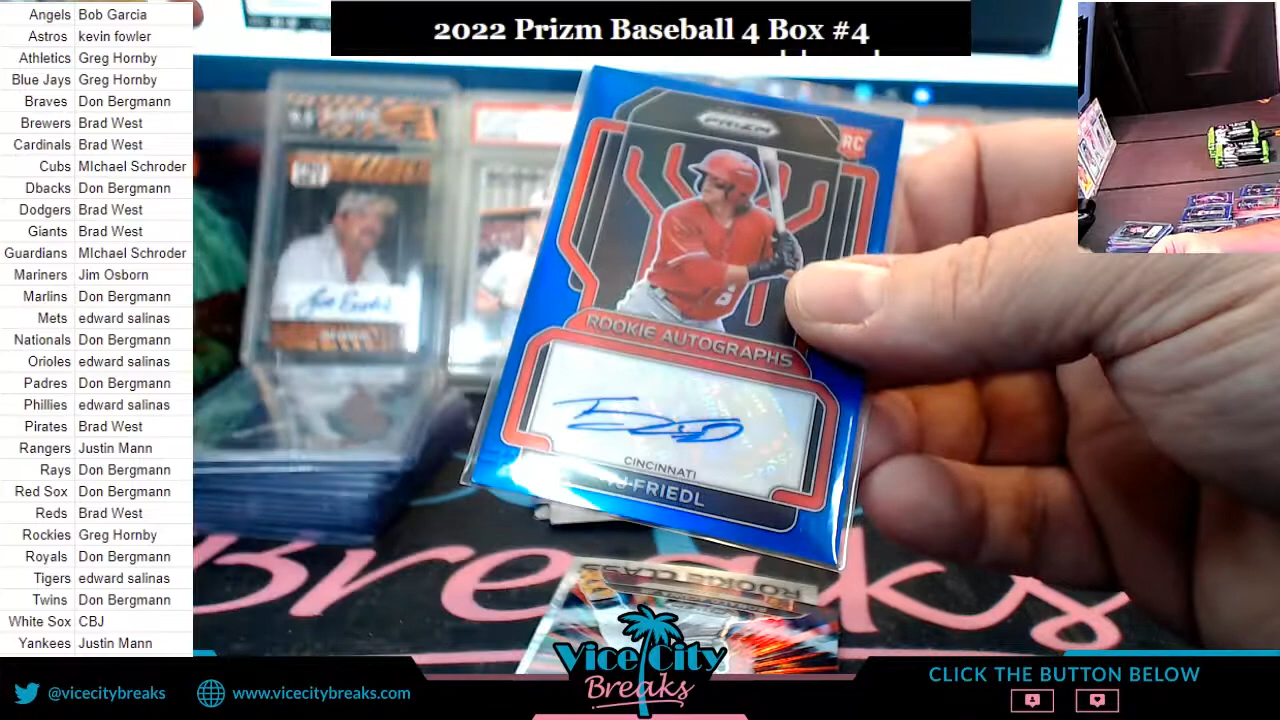 2022 Prizm Baseball 4 Box #4
Angels Bob Garcia
Astros kevin fowler
Athletics Greg Hornby
Blue Jays Greg Hornby
Braves Don Bergmann
Brewers Brad West
Cardinals Brad West
Cubs MIchael Schroder
Dbacks Don Bergmann
Dodgers Brad West
Giants Brad West
Guardians MIchael Schroder
Mariners Jim Osborn
Marlins Don Bergmann
Mets edward salinas
Nationals Don Bergmann
Orioles edward salinas
Padres Don Bergmann
Phillies edward salinas
Pirates Brad West
Rangers Justin Mann
Rays Don Bergmann
Red Sox Don Bergmann
Reds Brad West
Rockies Greg Hornby
Royals Don Bergmann
Tigers edward salinas
Twins Don Bergmann
White Sox CBJ
Yankees Justin Mann
PRIZM
RC
ROOKIE AUTOGRAPHS
CINCINNATI
TJ FRIEDL
Breaks
ROOKIE CLASS
Vice City
Breaks
@vicecitybreaks
www.vicecitybreaks.com
CLICK THE BUTTON BELOW